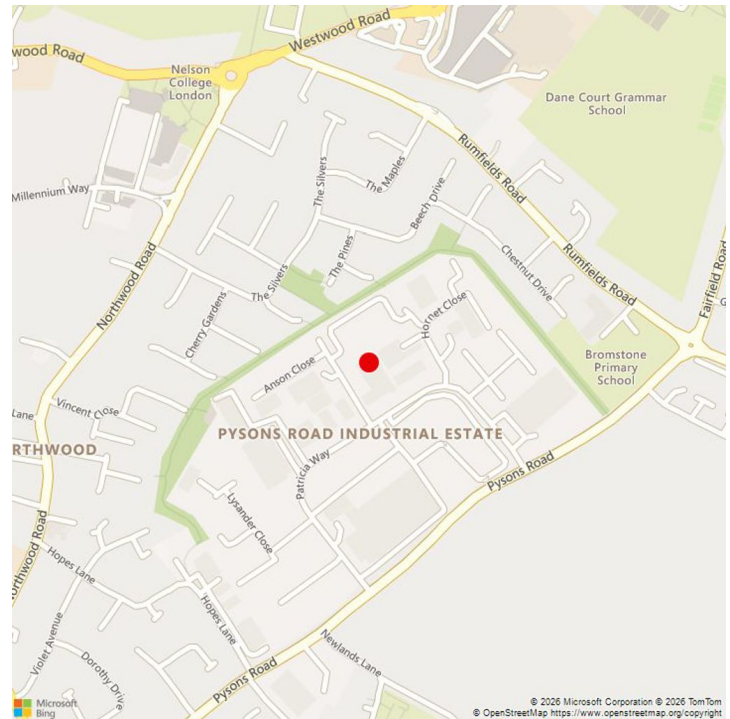 wood Road
Westwood Road
Nelson
College
London
Dane Court Grammar
School
Rumfields Road
The Maples
The Silvers
Beech Drive
Millennium Way
The Pines
Chestnut Drive
Rumfields Road
Fairfield Road
Northwood Road
The Silvers
Cherry Gardens
Hornet Close
Anson Close
Bromstone
Primary
School
Vincent Close
Lane
PYSONS ROAD INDUSTRIAL ESTATE
RTHWOOD
Patricia Way
Pysons Road
Lysander Close
Northwood Road
Hopes Lane
Hopes Lane
Violet Avenue
Dorothy Drive
Newlands Lane
Pysons Road
Microsoft
Bing
© 2026 Microsoft Corporation © 2026 TomTom
© OpenStreetMap https://www.openstreetmap.org/copyright